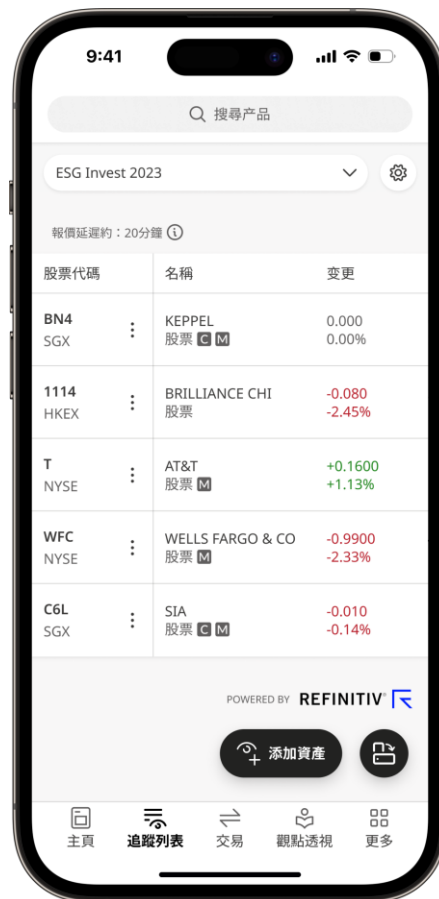 9:41
搜尋产品
ESG Invest 2023
報價延遲約：20分鐘
股票代碼 名稱 变更
BN4 KEPPEL 0.000
SGX 股票 C M 0.00%
1114 BRILLIANCE CHI -0.080
HKEX 股票 -2.45%
T AT&T +0.1600
NYSE 股票 M +1.13%
WFC WELLS FARGO & CO -0.9900
NYSE 股票 M -2.33%
C6L SIA -0.010
SGX 股票 C M -0.14%
POWERED BY REFINITIV
添加資產
主頁 追蹤列表 交易 觀點透視 更多